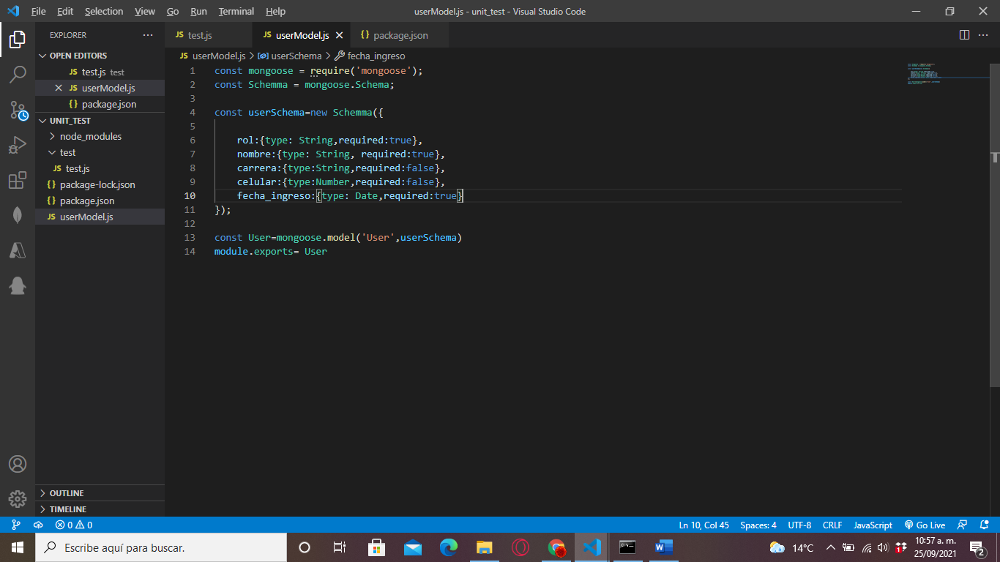 File Edit Selection View Go Run Terminal Help
userModel.js - unit_test - Visual Studio Code
EXPLORER
OPEN EDITORS
JS test.js test
JS userModel.js
{} package.json
UNIT_TEST
node_modules
test
JS test.js
{} package-lock.json
{} package.json
JS userModel.js
OUTLINE
TIMELINE
JS test.js
JS userModel.js
{} package.json
JS userModel.js > userSchema > fecha_ingreso
1 const mongoose = require('mongoose');
2 const Schemma = mongoose.Schema;
3
4 const userSchema=new Schemma({
5
6 rol:{type: String,required:true},
7 nombre:{type: String, required:true},
8 carrera:{type:String,required:false},
9 celular:{type:Number,required:false},
10 fecha_ingreso:{type: Date,required:true}
11 });
12
13 const User=mongoose.model('User',userSchema)
14 module.exports= User
0 0
Ln 10, Col 45 Spaces: 4 UTF-8 CRLF JavaScript Go Live
Escribe aquí para buscar.
14°C
10:57 a. m.
25/09/2021
2